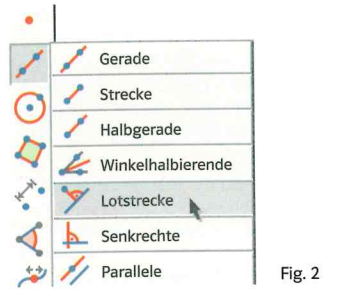 Gerade
Strecke
Halbgerade
Winkelhalbierende
Lotstrecke
Senkrechte
Parallele
Fig. 2